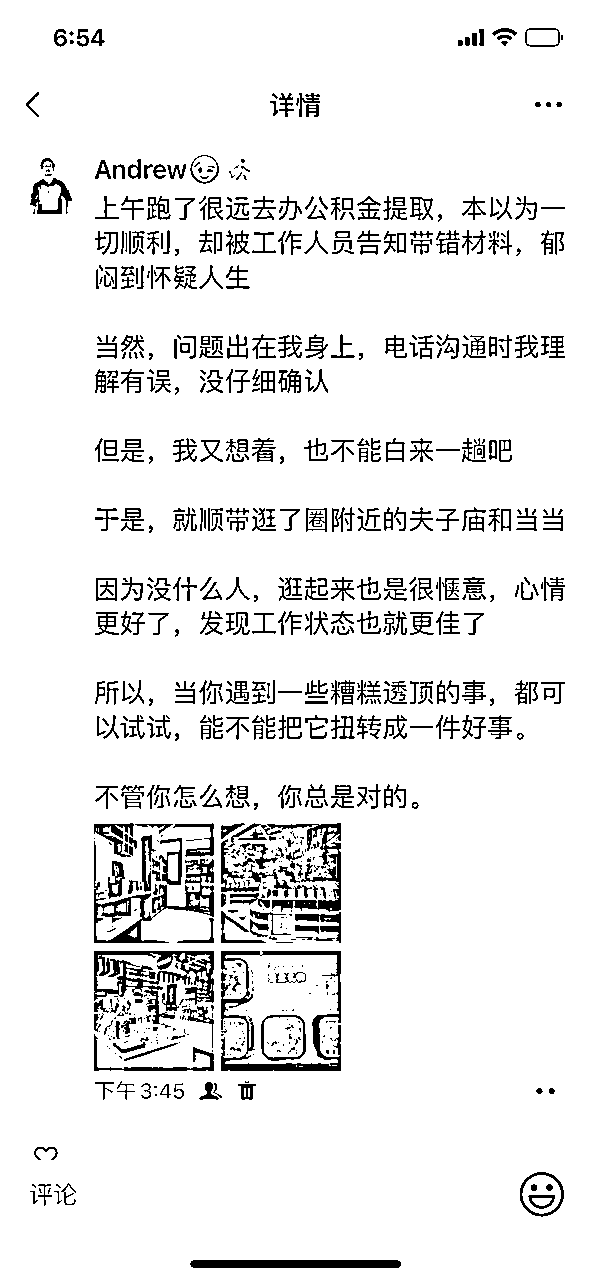 6:54
详情
Andrew
上午跑了很远去办公积金提取，本以为一
切顺利，却被工作人员告知带错材料，郁
闷到怀疑人生
当然，问题出在我身上，电话沟通时我理
解有误，没仔细确认
但是，我又想着，也不能白来一趟吧
于是，就顺带逛了圈附近的夫子庙和当当
因为没什么人，逛起来也是很惬意，心情
更好了，发现工作状态也就更佳了
所以，当你遇到一些糟糕透顶的事，都可
以试试，能不能把它扭转成一件好事。
不管你怎么想，你总是对的。
下午3:45
评论